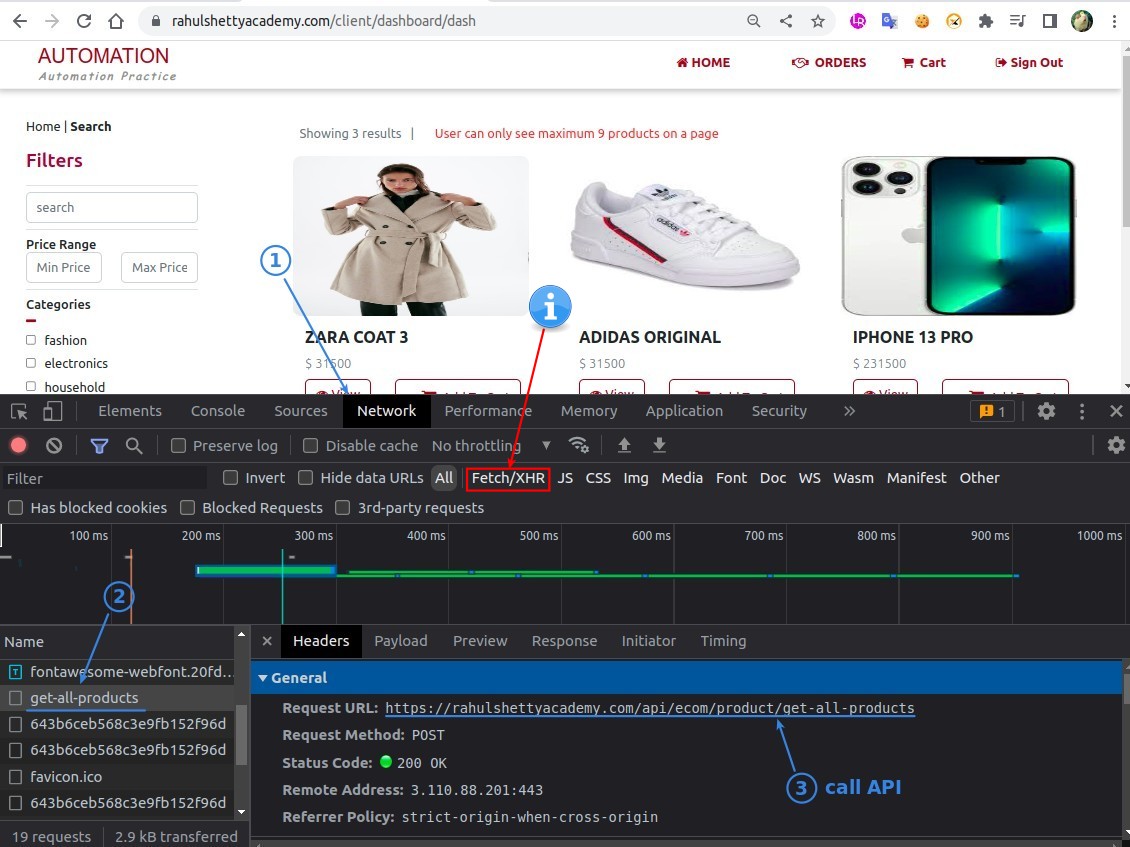 rahulshettyacademy.com/client/dashboard/dash
AUTOMATION
Automation Practice
HOME ORDERS Cart Sign Out
Home | Search
Showing 3 results | User can only see maximum 9 products on a page
Filters
search
Price Range
Min Price Max Price
Categories
fashion
electronics
household
1
i
ZARA COAT 3 ADIDAS ORIGINAL IPHONE 13 PRO
$ 31500 $ 31500 $ 231500
View Add To Cart View Add To Cart View Add To Cart
Elements Console Sources Network Performance Memory Application Security » 1
Preserve log Disable cache No throttling
Filter Invert Hide data URLs All Fetch/XHR JS CSS Img Media Font Doc WS Wasm Manifest Other
Has blocked cookies Blocked Requests 3rd-party requests
100 ms 200 ms 300 ms 400 ms 500 ms 600 ms 700 ms 800 ms 900 ms 1000 ms
2
Name
fontawesome-webfont.20fd...
get-all-products
643b6ceb568c3e9fb152f96d
643b6ceb568c3e9fb152f96d
favicon.ico
643b6ceb568c3e9fb152f96d
19 requests 2.9 kB transferred
Headers Payload Preview Response Initiator Timing
General
Request URL: https://rahulshettyacademy.com/api/ecom/product/get-all-products
Request Method: POST
Status Code: 200 OK
Remote Address: 3.110.88.201:443
Referrer Policy: strict-origin-when-cross-origin
3 call API